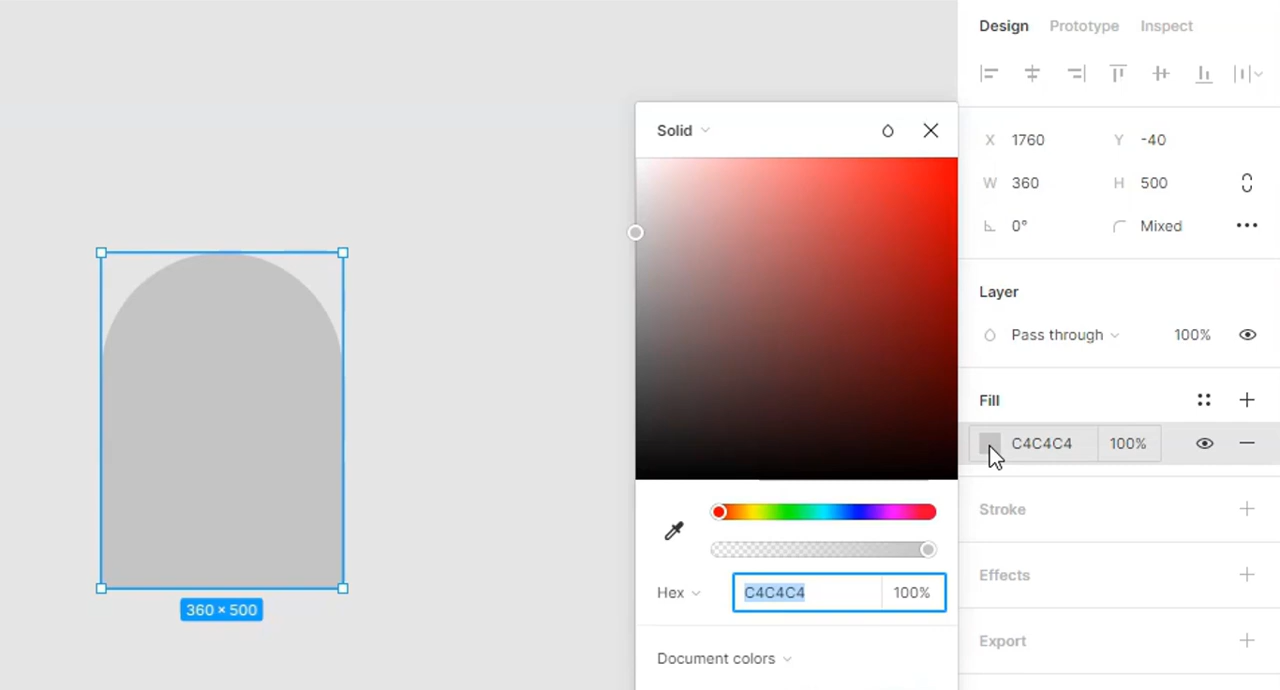 Design Prototype Inspect
X 1760 Y -40
W 360 H 500
0° Mixed
Layer
Pass through 100%
Fill
C4C4C4 100%
Stroke
Effects
Export
Solid
Hex C4C4C4 100%
Document colors
360 × 500